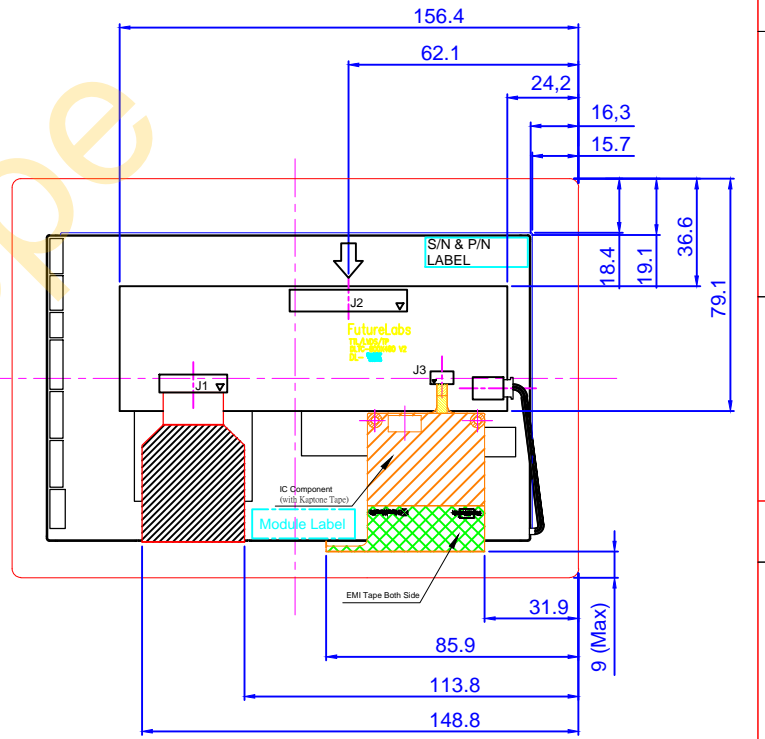 156.4
62.1
24,2
16,3
15.7
18.4
19.1
36.6
79.1
S/N & P/N
LABEL
J2
FutureLabs
J3
J1
IC Component
(with Kaptone Tape)
Module Label
EMI Tape Both Side
31.9
9 (Max)
85.9
113.8
148.8
pe